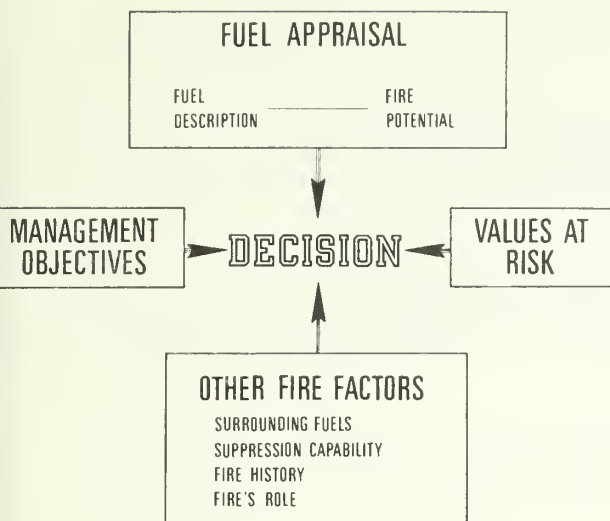 FUEL APPRAISAL
FUEL DESCRIPTION
FIRE POTENTIAL
MANAGEMENT OBJECTIVES
DECISION
VALUES AT RISK
OTHER FIRE FACTORS
SURROUNDING FUELS
SUPPRESSION CAPABILITY
FIRE HISTORY
FIRE'S ROLE